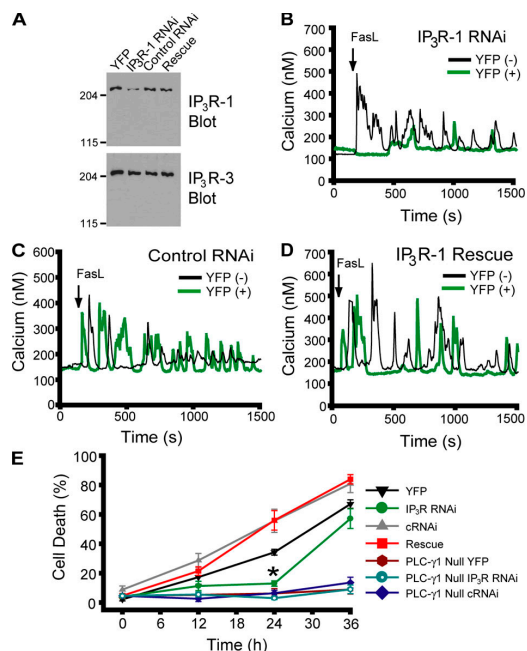 A
YFP
IP3R-1 RNAi
Control RNAi
Rescue
204
115
IP3R-1
Blot
204
115
IP3R-3
Blot
B
IP3R-1 RNAi
FasL
YFP (-)
YFP (+)
Calcium (nM)
700
600
500
400
300
200
100
0
0 500 1000 1500
Time (s)
C
Control RNAi
FasL
YFP (-)
YFP (+)
Calcium (nM)
600
500
400
300
200
100
0
0 500 1000 1500
Time (s)
D
IP3R-1 Rescue
FasL
YFP (-)
YFP (+)
Calcium (nM)
700
600
500
400
300
200
100
0
0 500 1000 1500
Time (s)
E
Cell Death (%)
100
80
60
40
20
0
*
0 12 24 36
Time (h)
YFP
IP3R RNAi
cRNAi
Rescue
PLC-γ1 Null YFP
PLC-γ1 Null IP3R RNAi
PLC-γ1 Null cRNAi